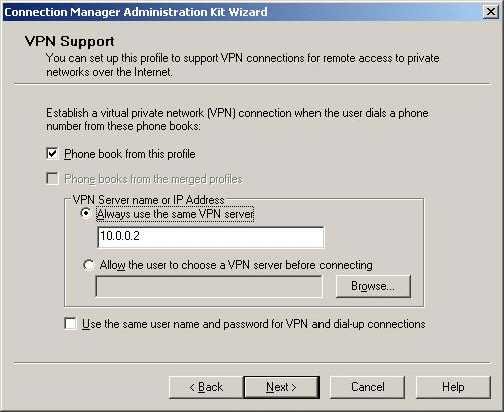 Connection Manager Administration Kit Wizard
VPN Support
You can set up this profile to support VPN connections for remote access to private
networks over the Internet.
Establish a virtual private network (VPN) connection when the user dials a phone
number from these phone books:
Phone book from this profile
Phone books from the merged profiles
VPN Server name or IP Address
Always use the same VPN server
10.0.0.2
Allow the user to choose a VPN server before connecting
Browse...
Use the same user name and password for VPN and dial-up connections
< Back
Next >
Cancel
Help